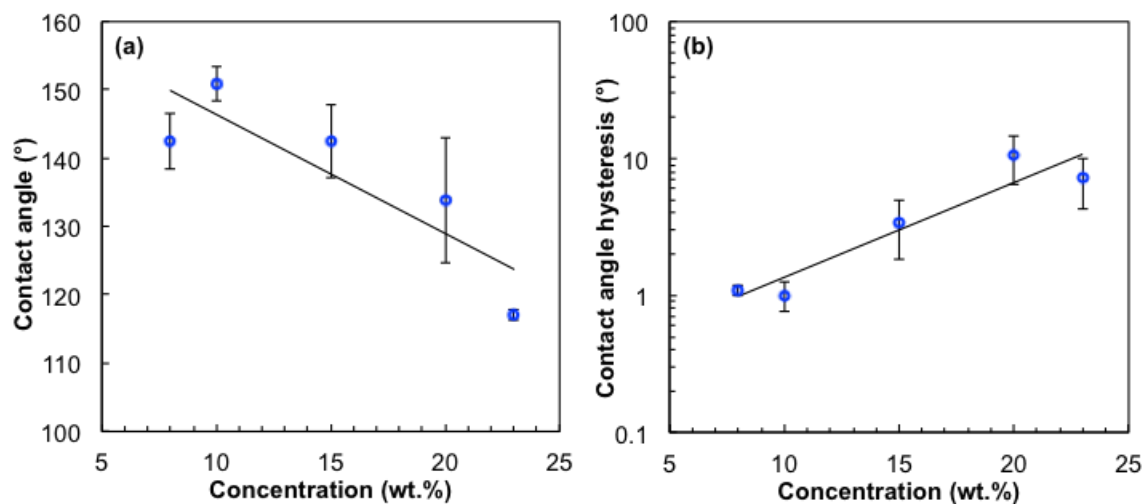 (a)
Contact angle (°)
160
150
140
130
120
110
100
5 10 15 20 25
Concentration (wt.%)
(b)
Contact angle hysteresis (°)
100
10
1
0.1
5 10 15 20 25
Concentration (wt.%)